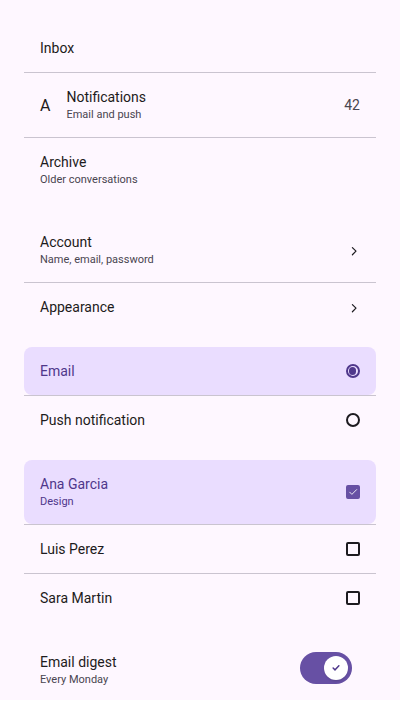 Inbox
A
Notifications
42
Email and push
Archive
Older conversations
Account
Name, email, password
Appearance
Email
Push notification
Ana Garcia
Design
Luis Perez
Sara Martin
Email digest
Every Monday